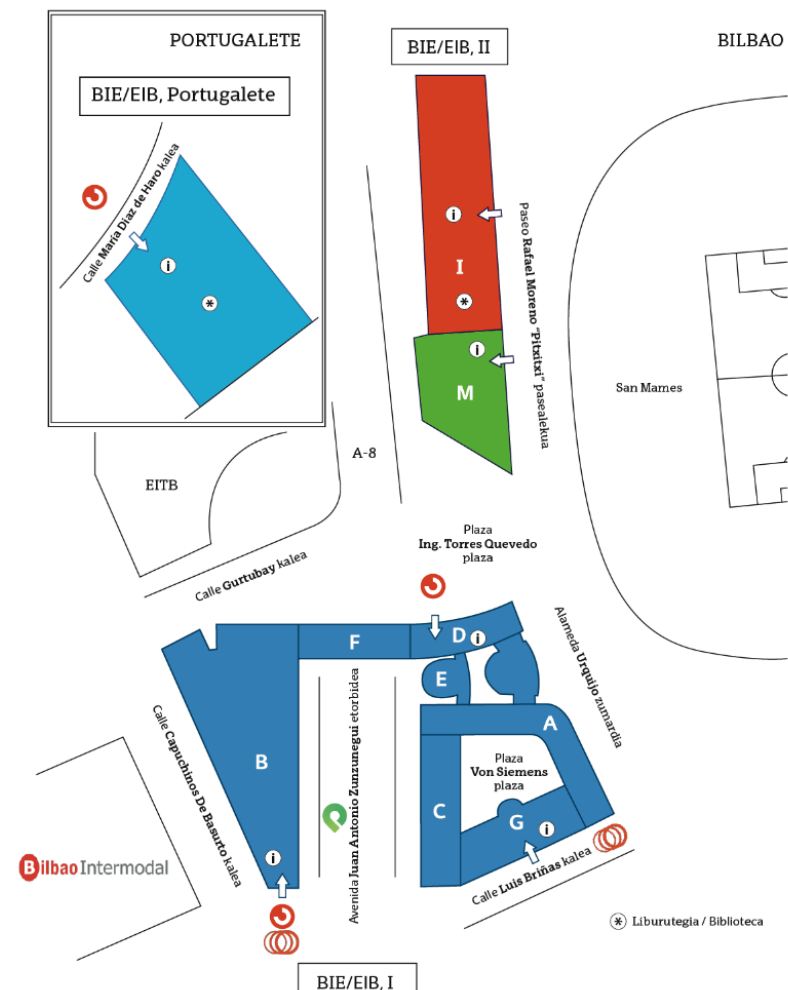 PORTUGALETE
BIE/EIB, Portugalete
Calle María Díaz de Haro kalea
i
*
BIE/EIB, II
BILBAO
i
I
*
i
M
Paseo Rafael Moreno "Pitxitxi" pasealekua
San Mames
A-8
EITB
Calle Gurtubay kalea
Plaza
Ing. Torres Quevedo
plaza
F
D i
E
A
Alameda Urquijo zumardia
B
Calle Capuchinos De Basurto kalea
Avenida Juan Antonio Zunzunegui etorbidea
Plaza
Von Siemens
plaza
C
G i
i
Calle Luis Briñas kalea
Bilbao Intermodal
* Liburutegia / Biblioteca
BIE/EIB, I